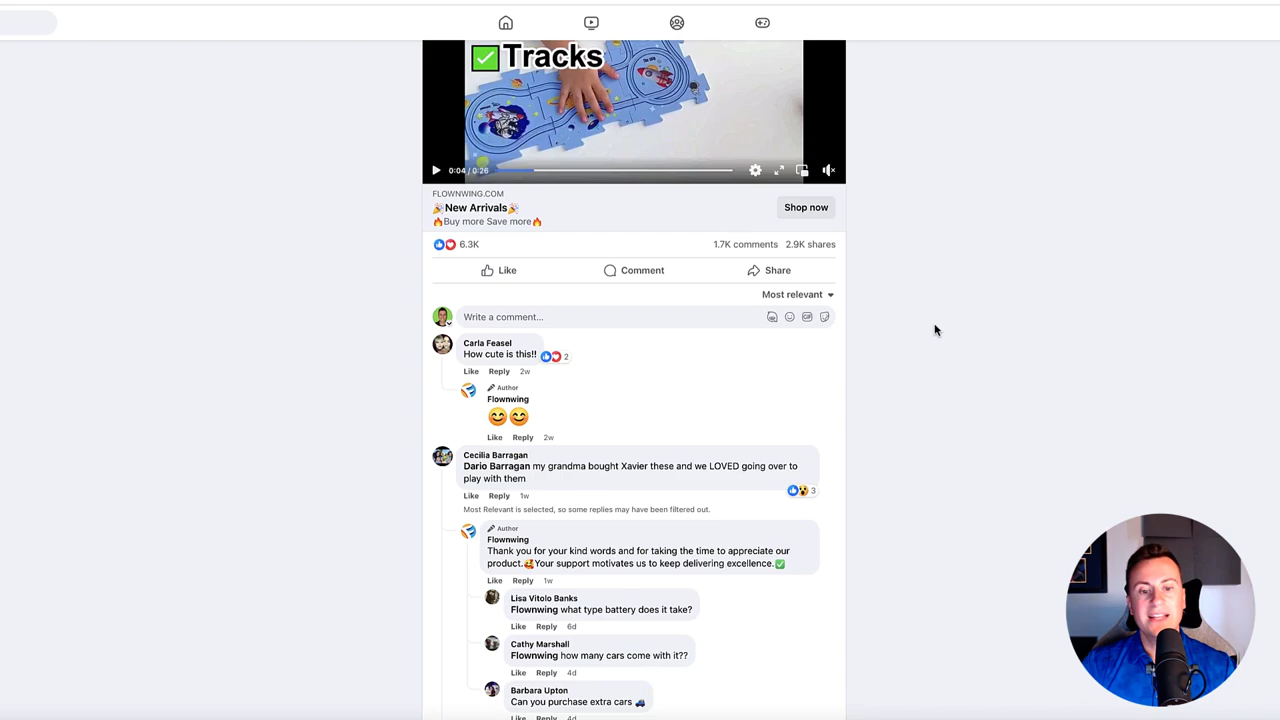 ✅Tracks
0:04 / 0:26
FLOWNWING.COM
🎉New Arrivals🎉
🔥Buy more Save more🔥
Shop now
6.3K
1.7K comments 2.9K shares
Like Comment Share
Most relevant
Write a comment...
Carla Feasel
How cute is this!!
2
Like Reply 2w
Author
Flownwing
😊😊
Like Reply 2w
Cecilia Barragan
Dario Barragan my grandma bought Xavier these and we LOVED going over to
play with them
3
Like Reply 1w
Most Relevant is selected, so some replies may have been filtered out.
Author
Flownwing
Thank you for your kind words and for taking the time to appreciate our
product.🥰Your support motivates us to keep delivering excellence.✅
Like Reply 1w
Lisa Vitolo Banks
Flownwing what type battery does it take?
Like Reply 6d
Cathy Marshall
Flownwing how many cars come with it??
Like Reply 4d
Barbara Upton
Can you purchase extra cars 🚙
Like Reply 4d